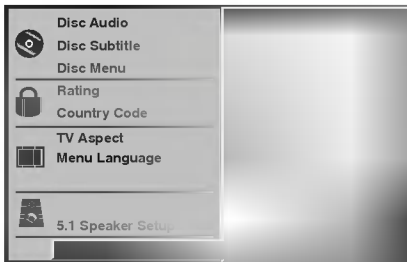 Disc Audio
Disc Subtitle
Disc Menu
Rating
Country Code
TV Aspect
Menu Language
5.1 Speaker Setup